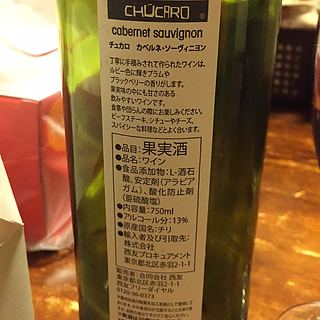 CHUCARO ®
cabernet sauvignon
チュカロ カベルネ・ソーヴィニヨン
丁寧に手積みされて作られたワインは、
ルビー色に輝きプラムや
ブラックベリーの香りがします。
果実味の中にも甘さのある
飲みやすいワインです。
食事や団らんの際にお楽しみください。
ビーフステーキ、シチューやチーズ、
スパイシーな料理などとよく合います。
●品目:果実酒
●品名:ワイン
●食品添加物:L-酒石
酸、安定剤(アラビア
ガム)、酸化防止剤
(亜硫酸塩)
●内容量:750ml
●アルコール分:13%
●原産国名:チリ
●輸入者及び引取先:
株式会社
西友プロキュアメント
東京都北区赤羽2-1-1
販売者:合同会社 西友
東京都北区赤羽2-1-1
西友フリーダイヤル
0120-36-0373